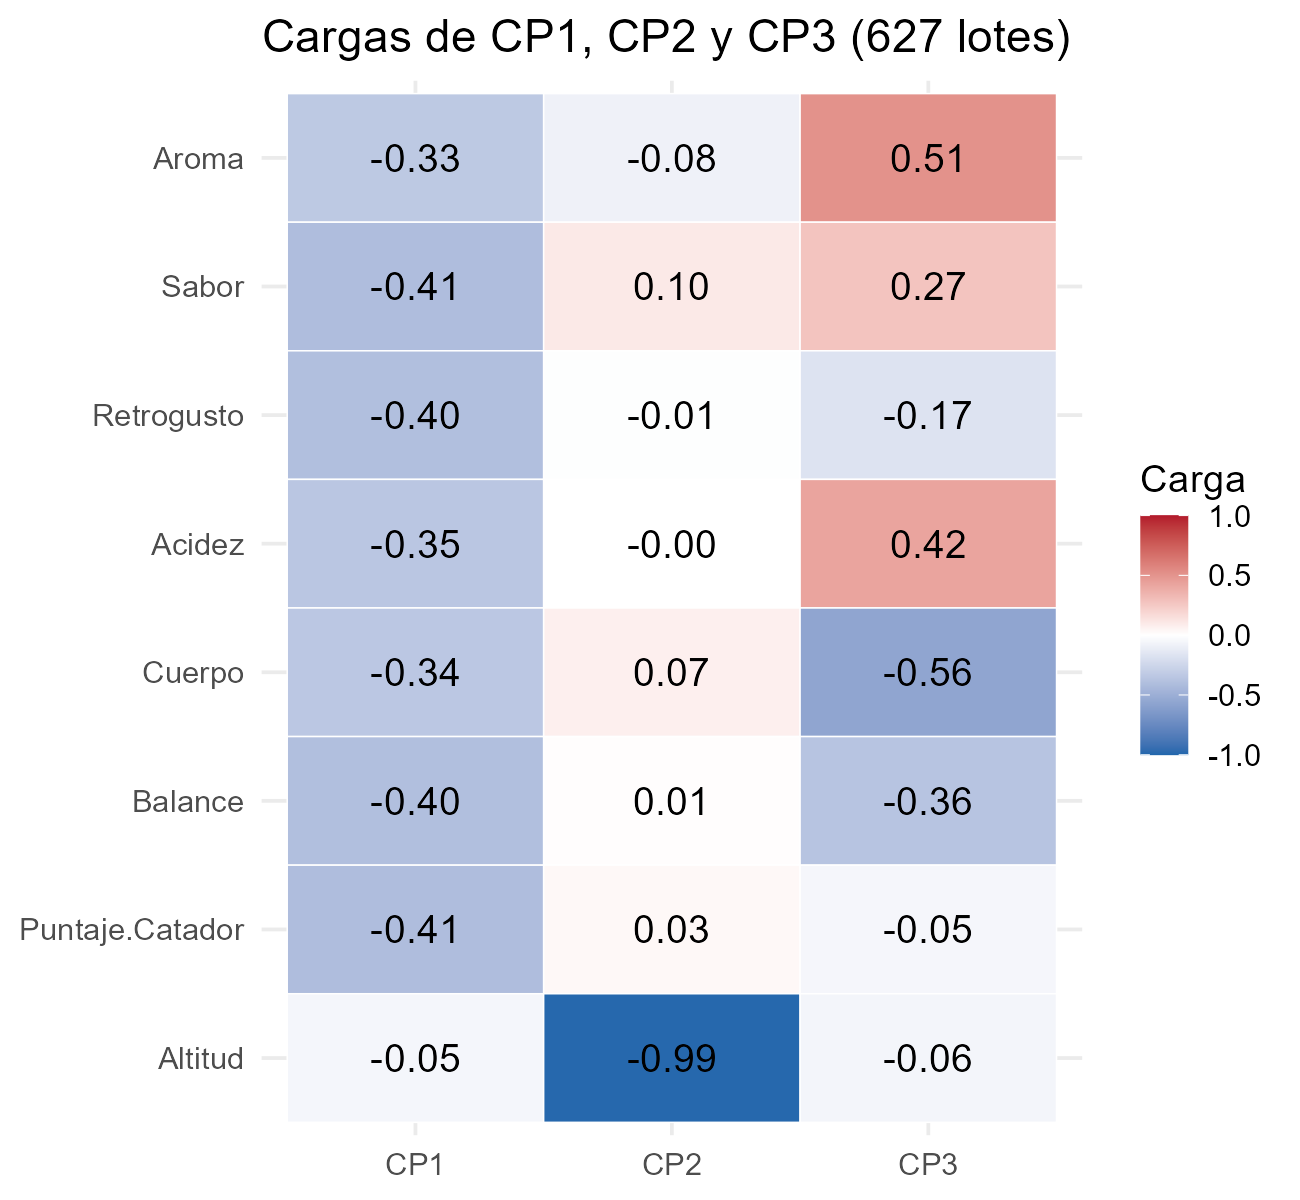 Cargas de CP1, CP2 y CP3 (627 lotes)
Aroma -0.33 -0.08 0.51
Sabor -0.41 0.10 0.27
Retrogusto -0.40 -0.01 -0.17
Acidez -0.35 -0.00 0.42
Cuerpo -0.34 0.07 -0.56
Balance -0.40 0.01 -0.36
Puntaje.Catador -0.41 0.03 -0.05
Altitud -0.05 -0.99 -0.06
CP1 CP2 CP3
Carga
1.0
0.5
0.0
-0.5
-1.0